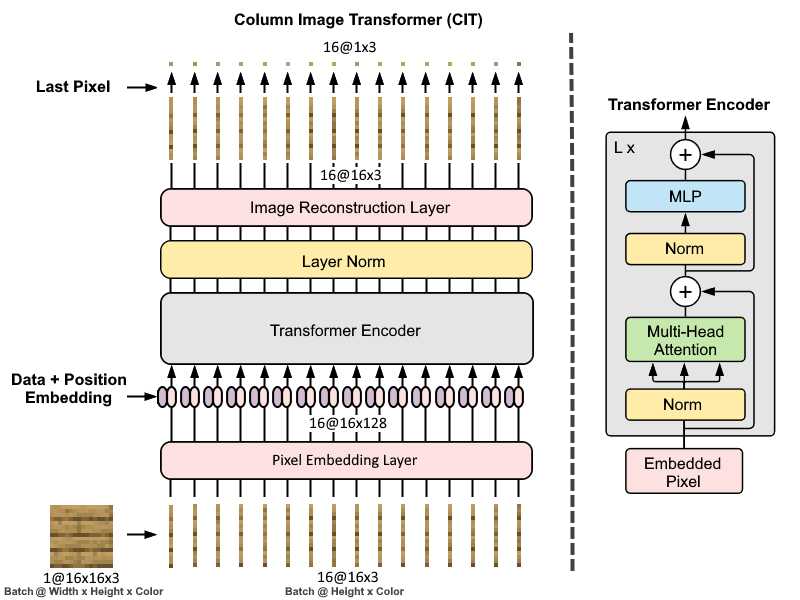 Column Image Transformer (CIT)
16@1x3
Last Pixel
16@16x3
Image Reconstruction Layer
Layer Norm
Transformer Encoder
Data + Position
Embedding
16@16x128
Pixel Embedding Layer
1@16x16x3
Batch @ Width x Height x Color
16@16x3
Batch @ Height x Color
Transformer Encoder
L x
+
MLP
Norm
+
Multi-Head
Attention
Norm
Embedded
Pixel